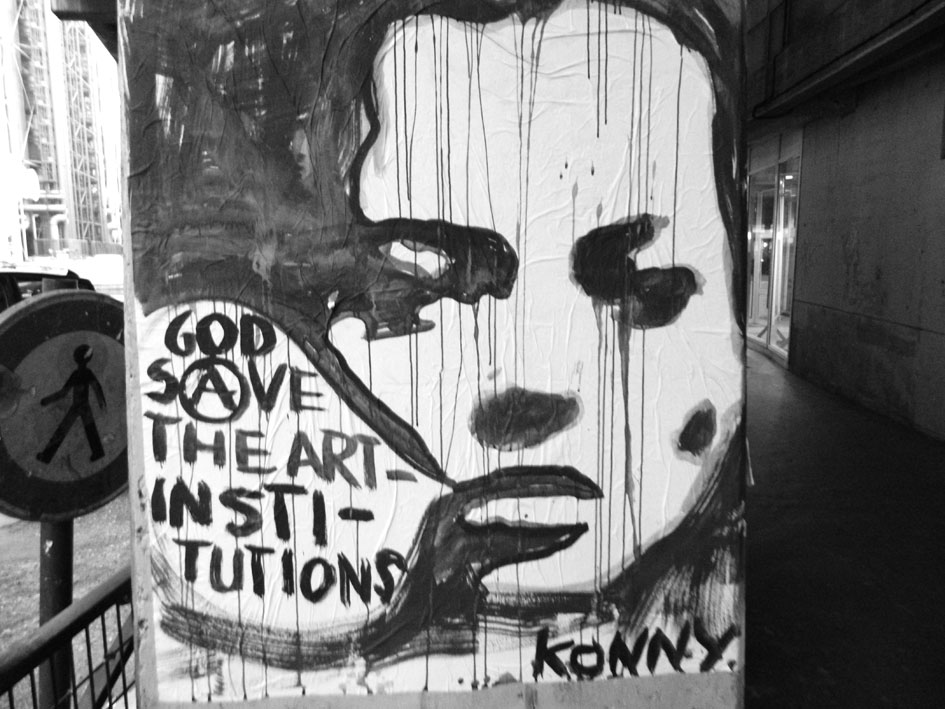 GOD
SAVE
THE ART-
INSTI-
TUTIONS
KONNY.